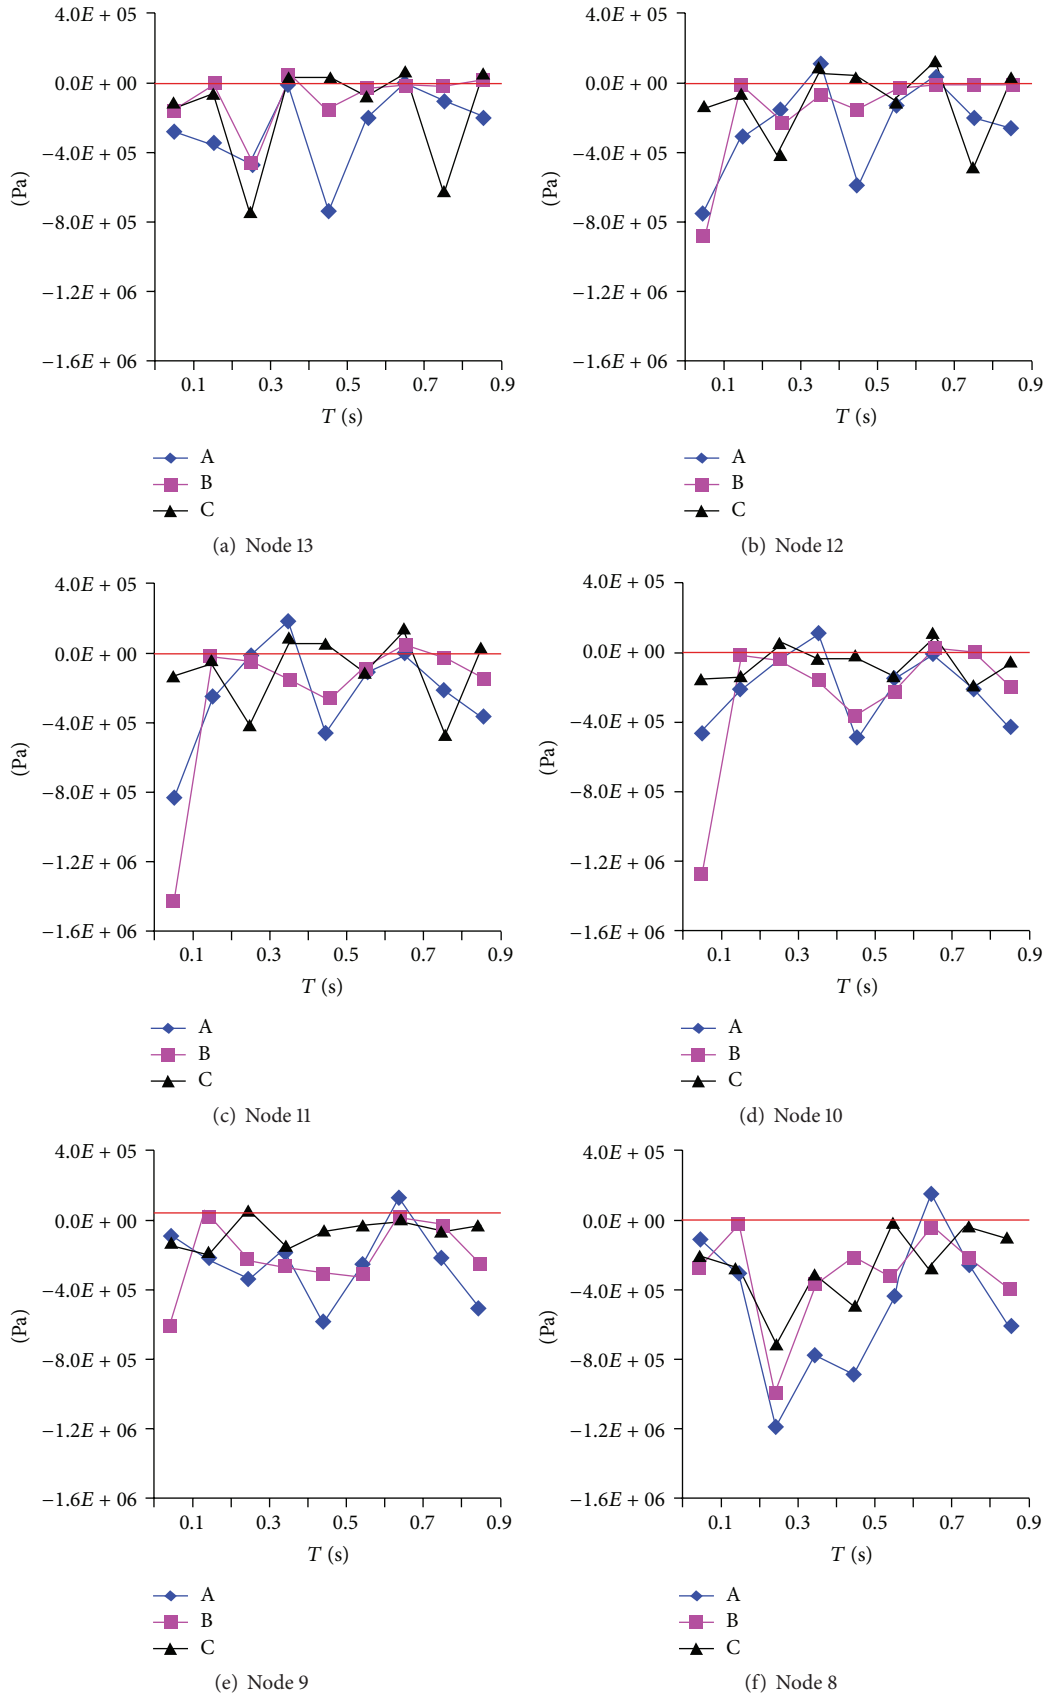 4.0E + 05
0.0E + 00
−4.0E + 05
−8.0E + 05
−1.2E + 06
−1.6E + 06
(Pa)
0.1 0.3 0.5 0.7 0.9
T (s)
A
B
C
(a) Node 13
4.0E + 05
0.0E + 00
−4.0E + 05
−8.0E + 05
−1.2E + 06
−1.6E + 06
(Pa)
0.1 0.3 0.5 0.7 0.9
T (s)
A
B
C
(b) Node 12
4.0E + 05
0.0E + 00
−4.0E + 05
−8.0E + 05
−1.2E + 06
−1.6E + 06
(Pa)
0.1 0.3 0.5 0.7 0.9
T (s)
A
B
C
(c) Node 11
4.0E + 05
0.0E + 00
−4.0E + 05
−8.0E + 05
−1.2E + 06
−1.6E + 06
(Pa)
0.1 0.3 0.5 0.7 0.9
T (s)
A
B
C
(d) Node 10
4.0E + 05
0.0E + 00
−4.0E + 05
−8.0E + 05
−1.2E + 06
−1.6E + 06
(Pa)
0.1 0.3 0.5 0.7 0.9
T (s)
A
B
C
(e) Node 9
4.0E + 05
0.0E + 00
−4.0E + 05
−8.0E + 05
−1.2E + 06
−1.6E + 06
(Pa)
0.1 0.3 0.5 0.7 0.9
T (s)
A
B
C
(f) Node 8